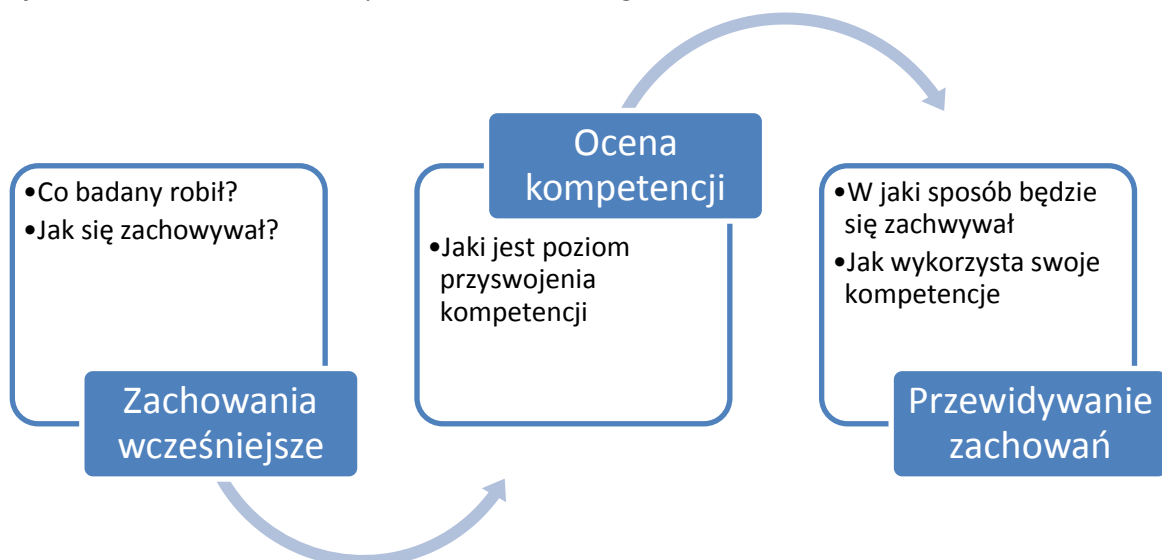 •Co badany robił?
•Jak się zachowywał?
Zachowania
wcześniejsze
Ocena
kompetencji
•Jaki jest poziom
przyswojenia
kompetencji
•W jaki sposób będzie
się zachwywał
•Jak wykorzysta swoje
kompetencje
Przewidywanie
zachowań